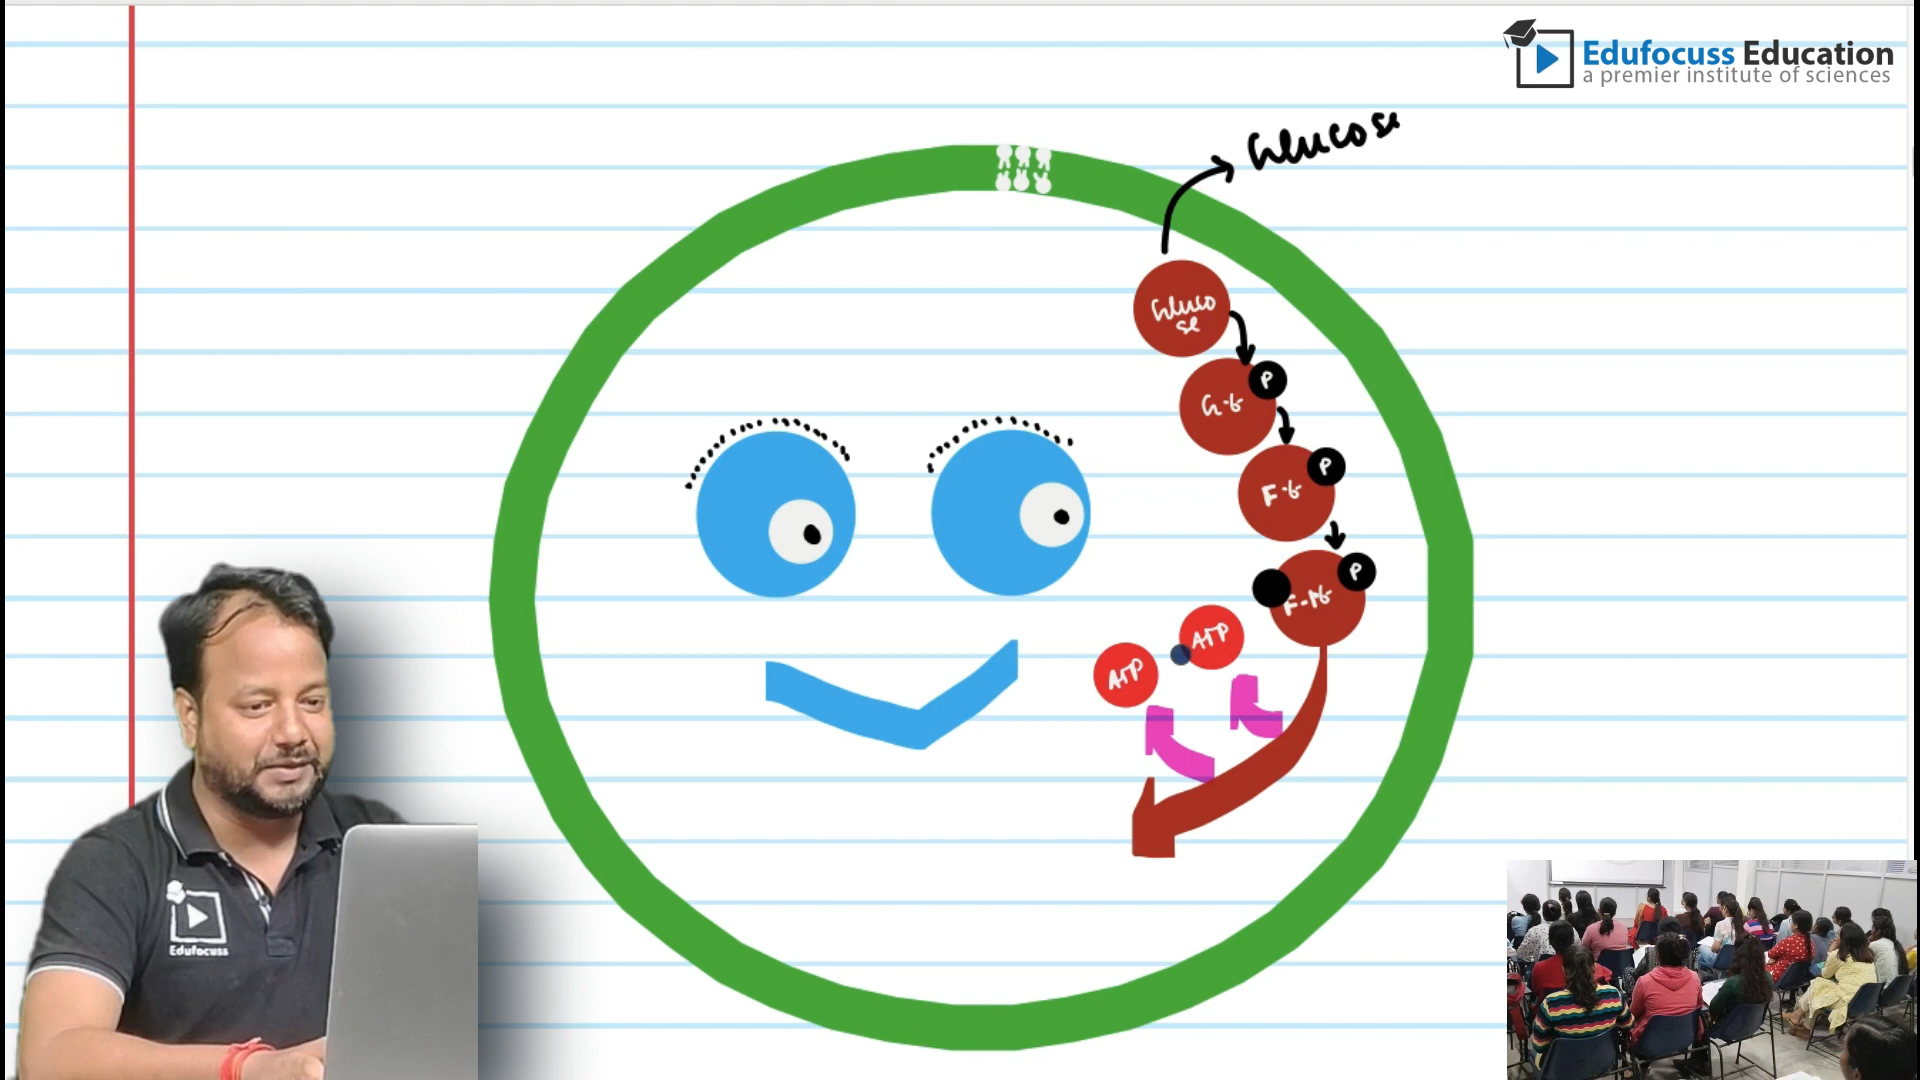 Edufocuss Education
a premier institute of sciences
Glucose
Gluco
se
P
G-6
P
F-6
P
F-16
ATP
ATP
Edufocuss